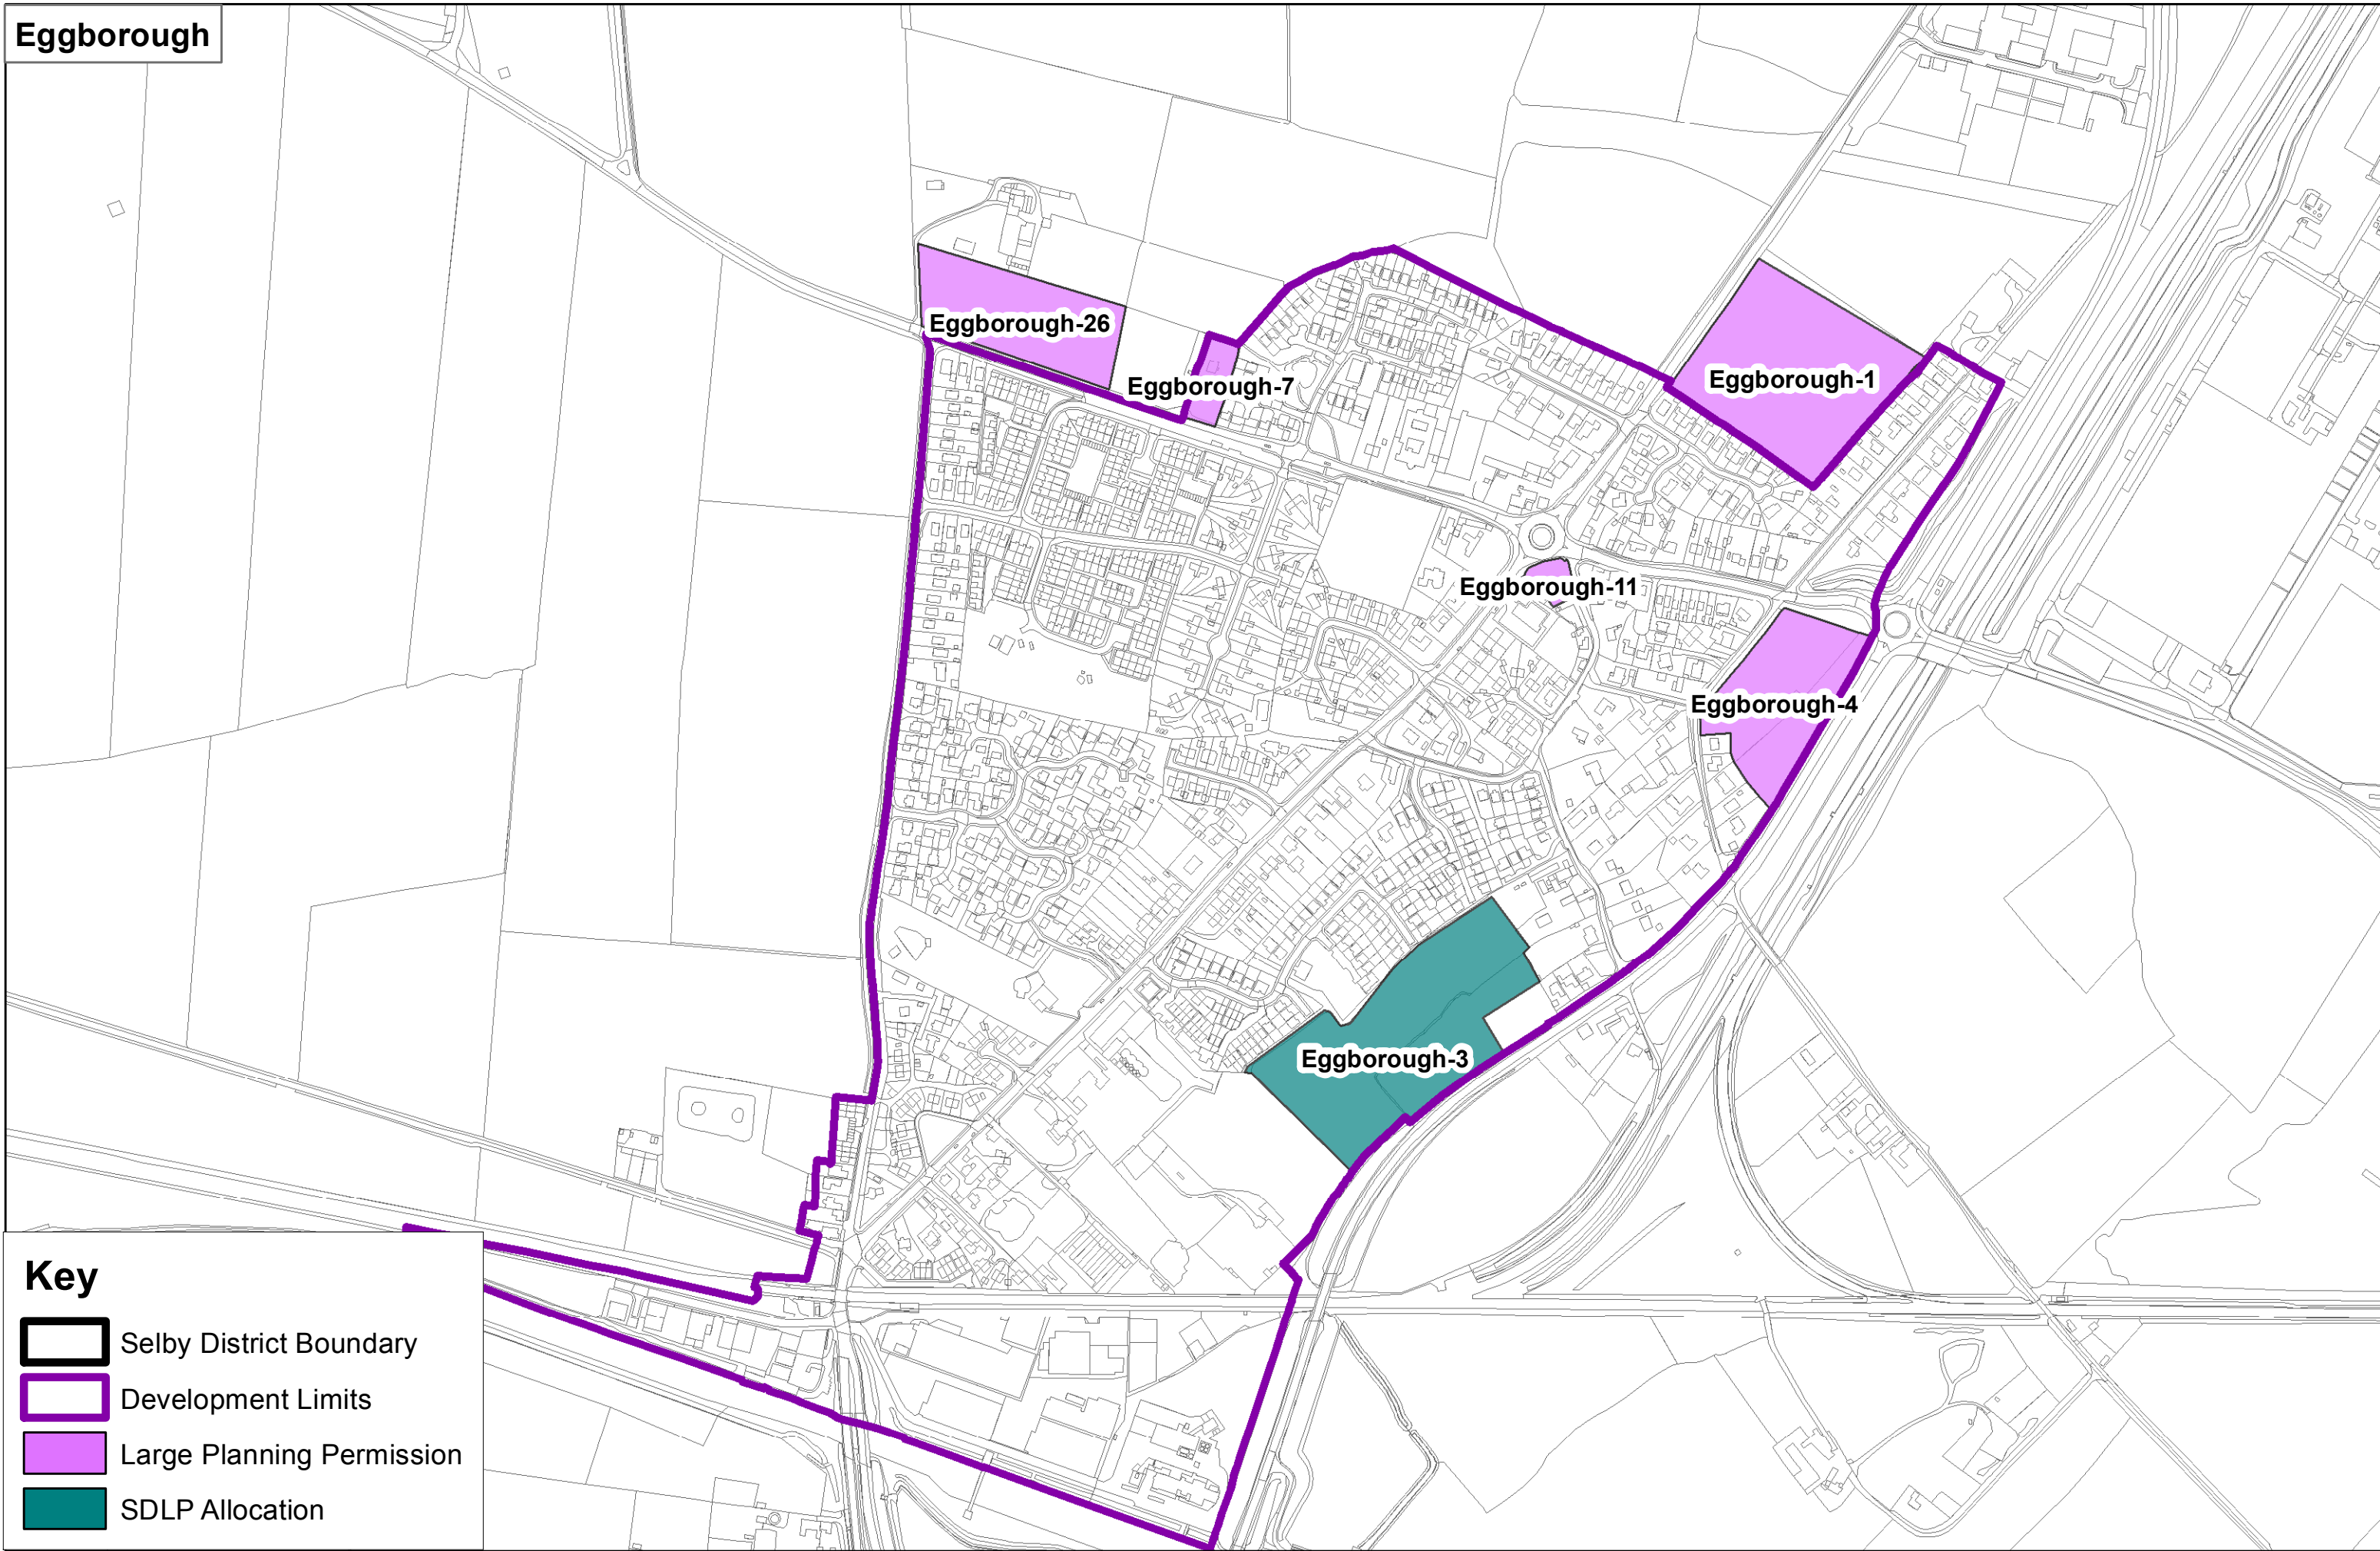 Eggborough
Eggborough-26
Eggborough-7
Eggborough-1
Eggborough-11
Eggborough-4
Eggborough-3
Key
Selby District Boundary
Development Limits
Large Planning Permission
SDLP Allocation